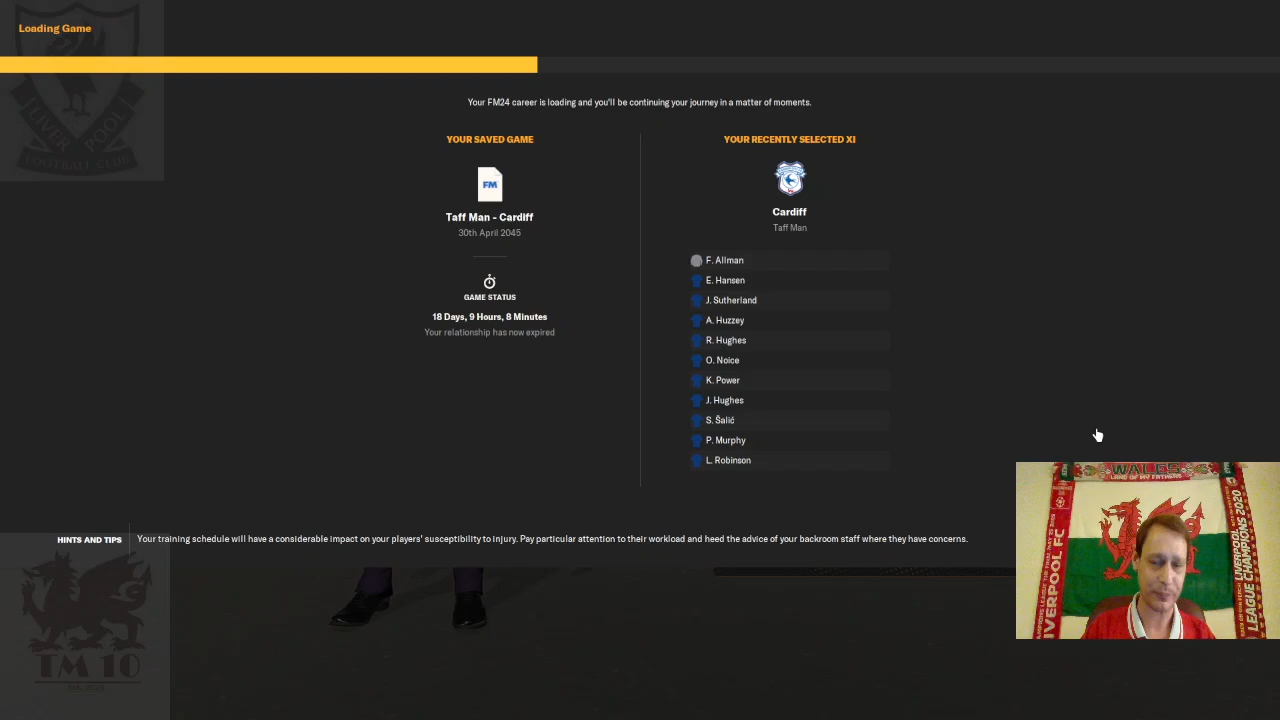 Loading Game
LIVERPOOL
FOOTBALL CLUB
Your FM24 career is loading and you'll be continuing your journey in a matter of moments.
YOUR SAVED GAME
FM
Taff Man - Cardiff
30th April 2045
GAME STATUS
18 Days, 9 Hours, 8 Minutes
Your relationship has now expired
YOUR RECENTLY SELECTED XI
Cardiff
Taff Man
F. Allman
E. Hansen
J. Sutherland
A. Huzzey
R. Hughes
O. Noice
K. Power
J. Hughes
S. Šalić
P. Murphy
L. Robinson
HINTS AND TIPS
Your training schedule will have a considerable impact on your players' susceptibility to injury. Pay particular attention to their workload and heed the advice of your backroom staff where they have concerns.
TM 10
WALES
LAND OF MY FATHERS
LIVERPOOL FC
LIVERPOOL
LEAGUE CHAMPIONS 2020